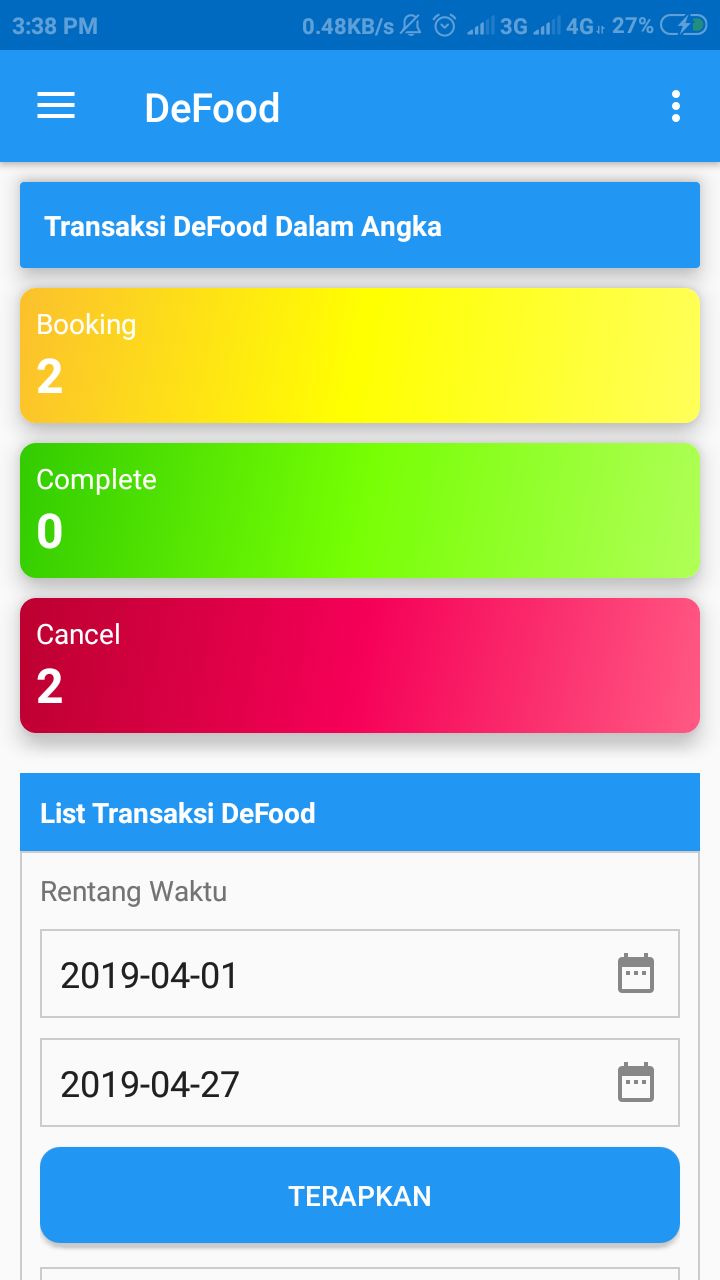 3:38 PM 0.48KB/s 3G 4G 27%
DeFood
Transaksi DeFood Dalam Angka
Booking
2
Complete
0
Cancel
2
List Transaksi DeFood
Rentang Waktu
2019-04-01
2019-04-27
TERAPKAN